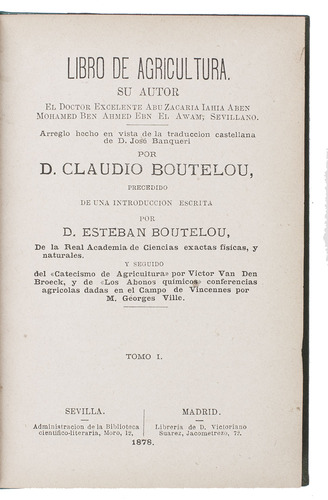 LIBRO DE AGRICULTURA.
SU AUTOR
EL DOCTOR EXCELENTE ABU ZACARIA IAHIA ABEN
MOHAMED BEN AHMED EBN EL AWAM; SEVILLANO.
Arreglo hecho en vista de la traduccion castellana
de D. José Banqueri
POR
D. CLAUDIO BOUTELOU,
PRECEDIDO
DE UNA INTRODUCCION ESCRITA
POR
D. ESTEBAN BOUTELOU,
De la Real Academia de Ciencias exactas físicas, y
naturales.
Y SEGUIDO
del «Catecismo de Agricultura» por Victor Van Den
Broeck, y de «Los Abonos químicos» conferencias
agricolas dadas en el Campo de Vincennes por
M. Georges Ville.
TOMO I.
SEVILLA.
Administracion de la Biblioteca
científico-literaria, Moro, 12,
MADRID.
Libreria de D. Victoriano
Suarez, Jacometrezo, 72.
1878.